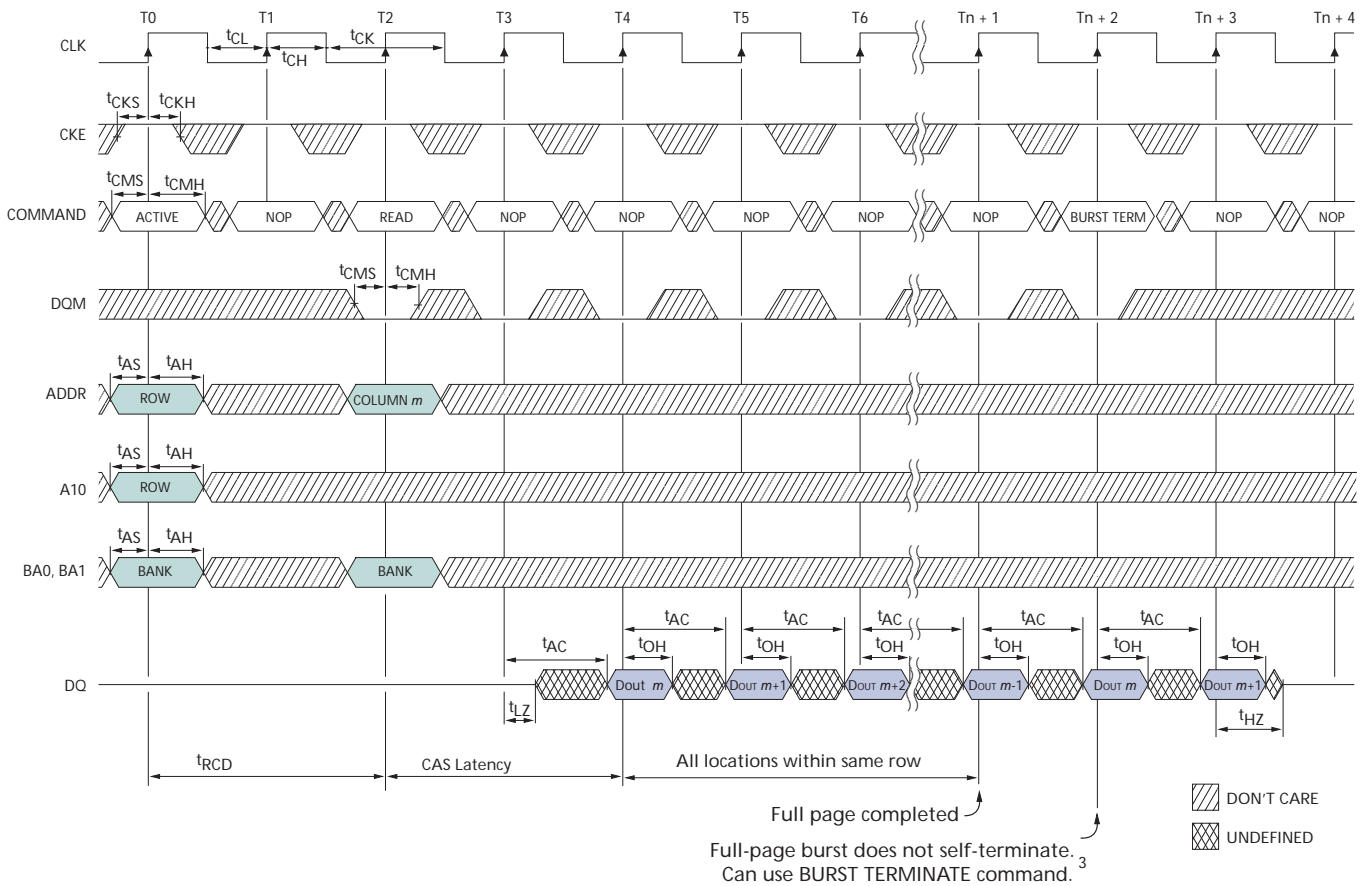 T0 T1 T2 T3 T4 T5 T6 Tn + 1 Tn + 2 Tn + 3 Tn + 4
CLK
tCL tCK
tCH
tCKS tCKH
CKE
tCMS tCMH
COMMAND ACTIVE NOP READ NOP NOP NOP NOP NOP BURST TERM NOP NOP
tCMS tCMH
DQM
tAS tAH
ADDR ROW COLUMN m
tAS tAH
A10 ROW
tAS tAH
BA0, BA1 BANK BANK
tAC tAC tAC tAC tAC
tAC tOH tOH tOH tOH tOH tOH
DQ DOUT m DOUT m+1 DOUT m+2 DOUT m-1 DOUT m DOUT m+1
tLZ tHZ
tRCD CAS Latency All locations within same row
DON'T CARE
Full page completed
UNDEFINED
Full-page burst does not self-terminate.
Can use BURST TERMINATE command. 3